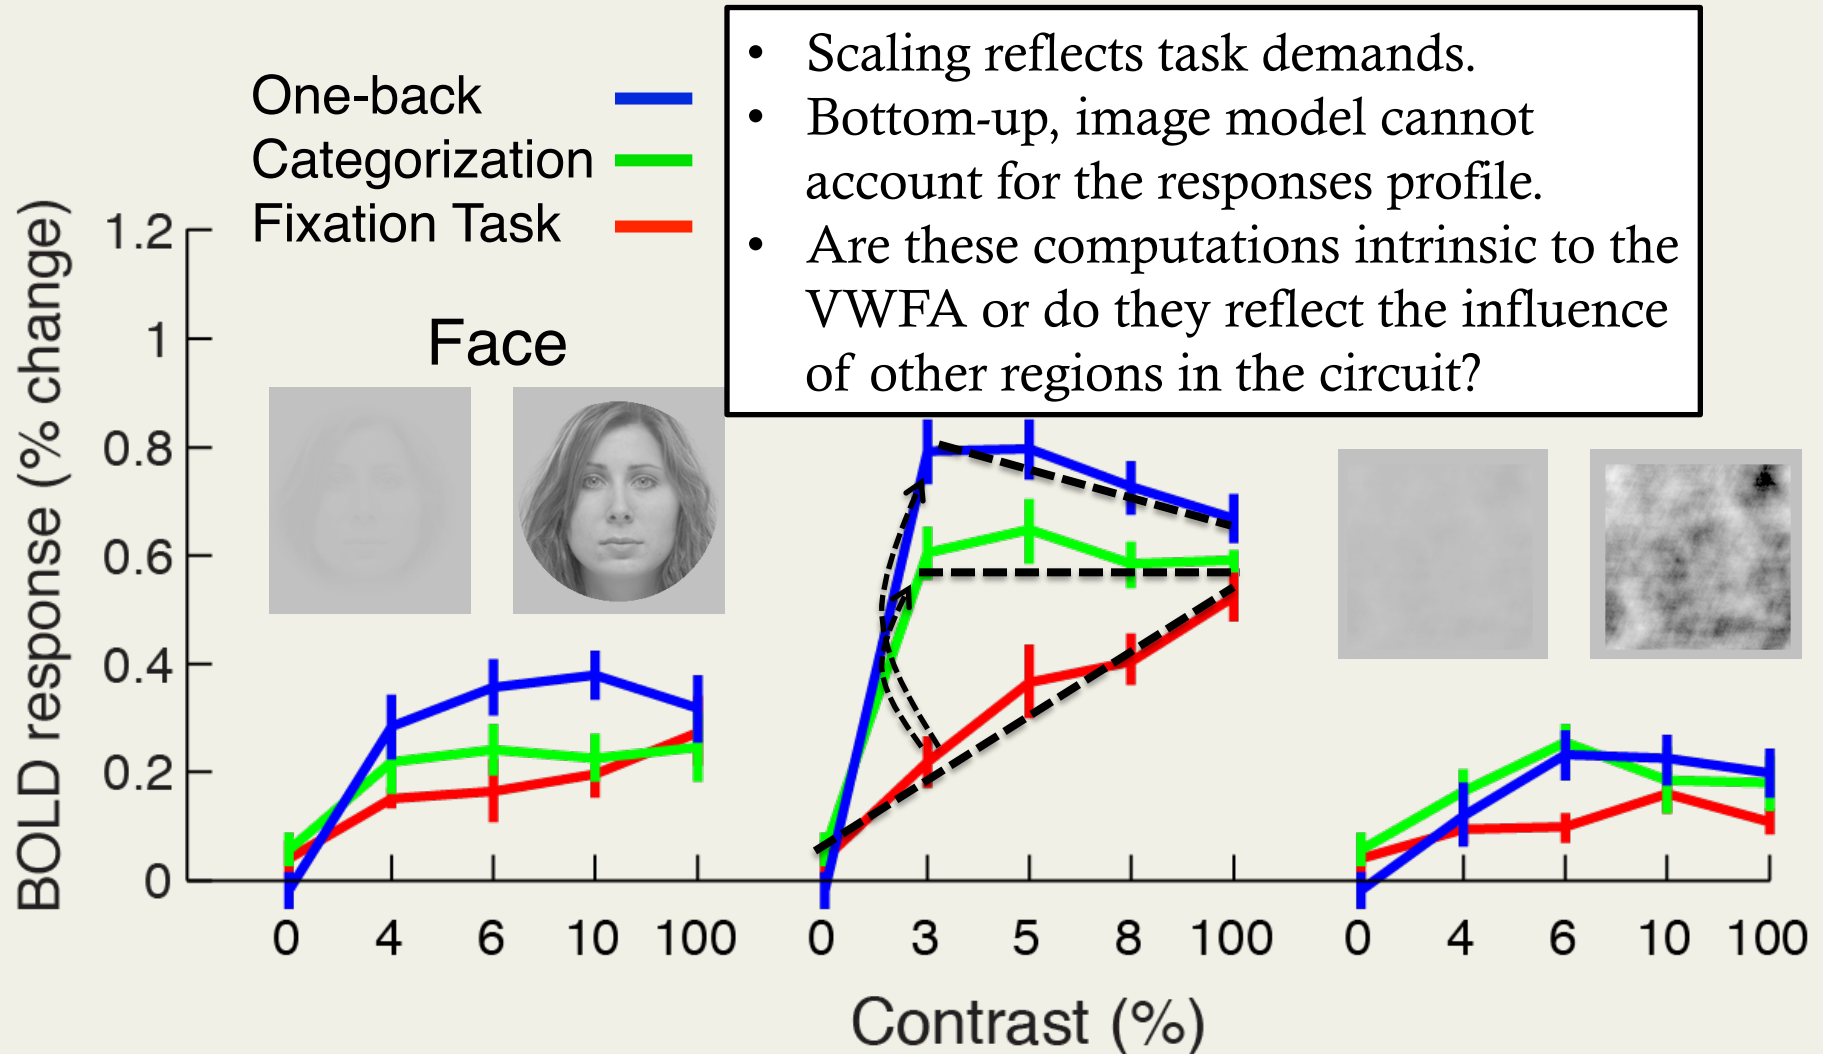 One-back
Categorization
Fixation Task
• Scaling reflects task demands.
• Bottom-up, image model cannot
account for the responses profile.
• Are these computations intrinsic to the
VWFA or do they reflect the influence
of other regions in the circuit?
Face
BOLD response (% change)
1.2
1
0.8
0.6
0.4
0.2
0
0 4 6 10 100
0 3 5 8 100
0 4 6 10 100
Contrast (%)